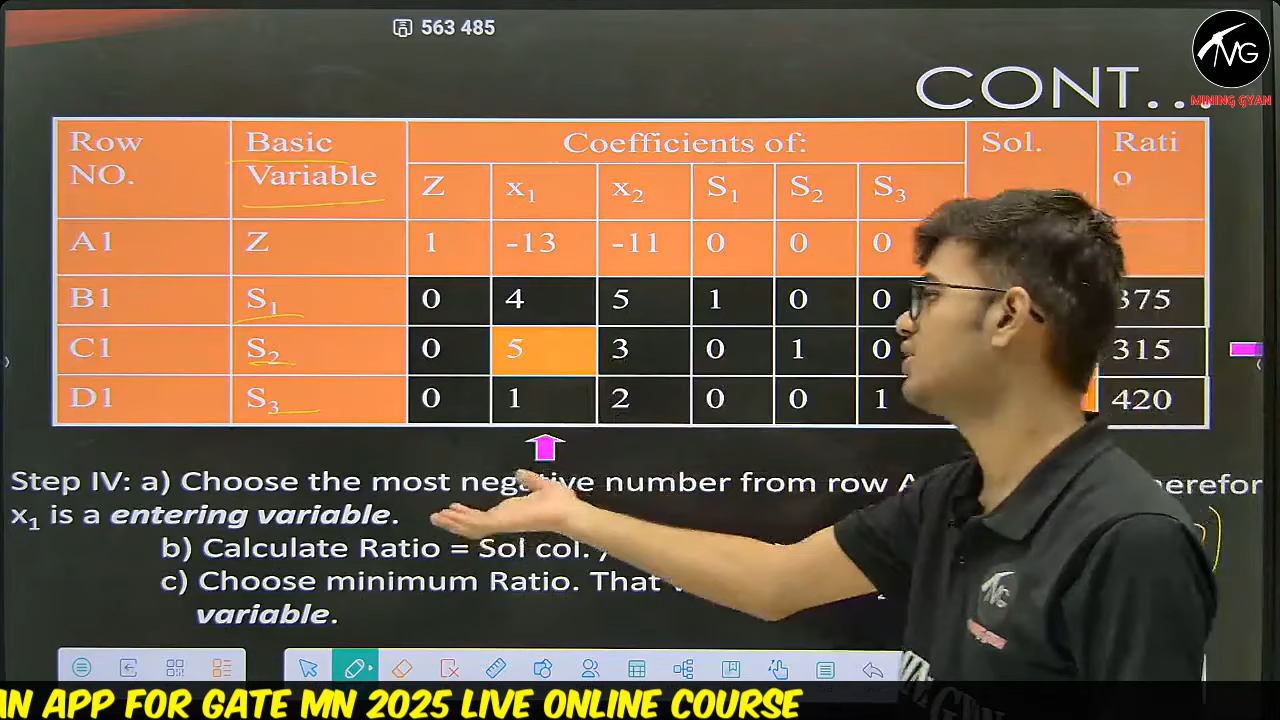 563 485
MG
MINING GYAN
CONT...
Row NO. Basic Variable Coefficients of: Sol. Rati o
Z x₁ x₂ S₁ S₂ S₃
A1 Z 1 -13 -11 0 0 0
B1 S₁ 0 4 5 1 0 0 375
C1 S₂ 0 5 3 0 1 0 315
D1 S₃ 0 1 2 0 0 1 420
Step IV: a) Choose the most negative number from row
x₁ is a entering variable.
b) Calculate Ratio = Sol col. /
c) Choose minimum Ratio. That
variable.
APP FOR GATE MN 2025 LIVE ONLINE COURSE